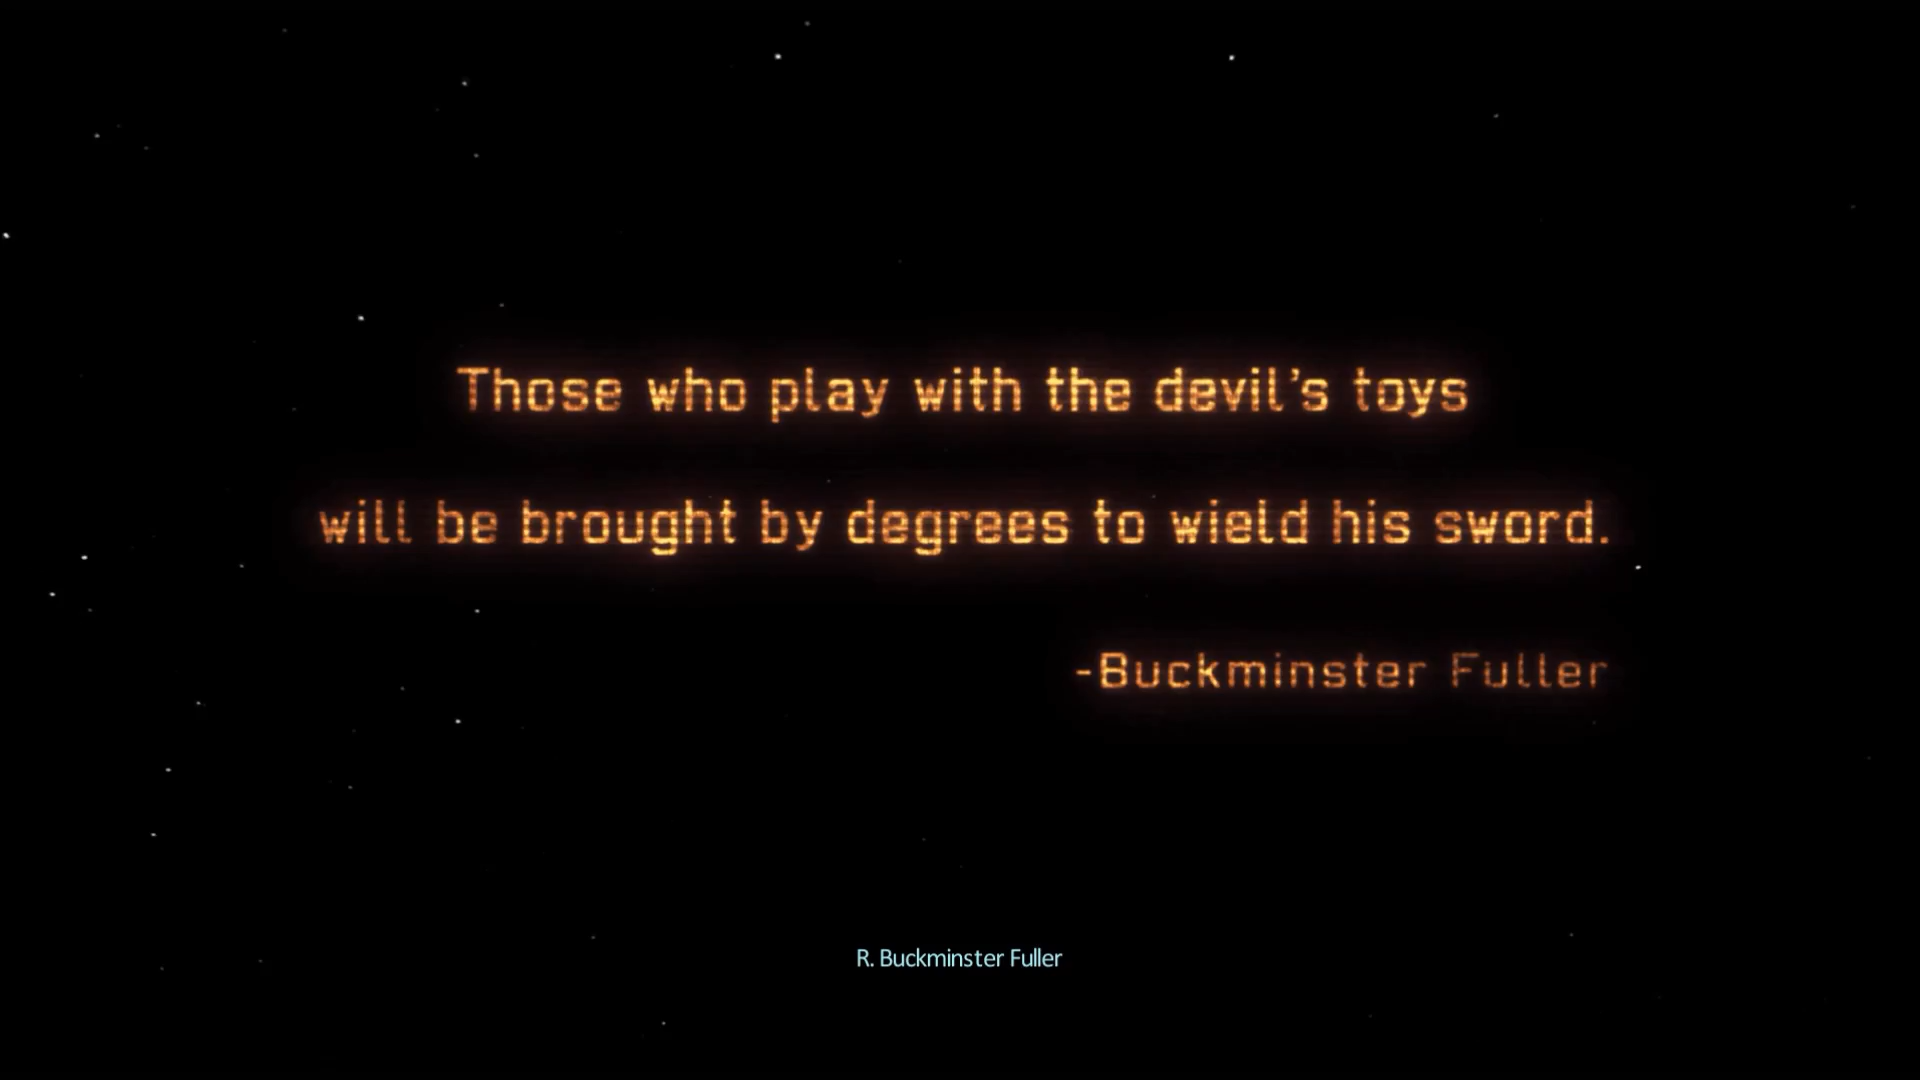 Those who play with the devil’s toys
will be brought by degrees to wield his sword.
-Buckminster Fuller
R. Buckminster Fuller